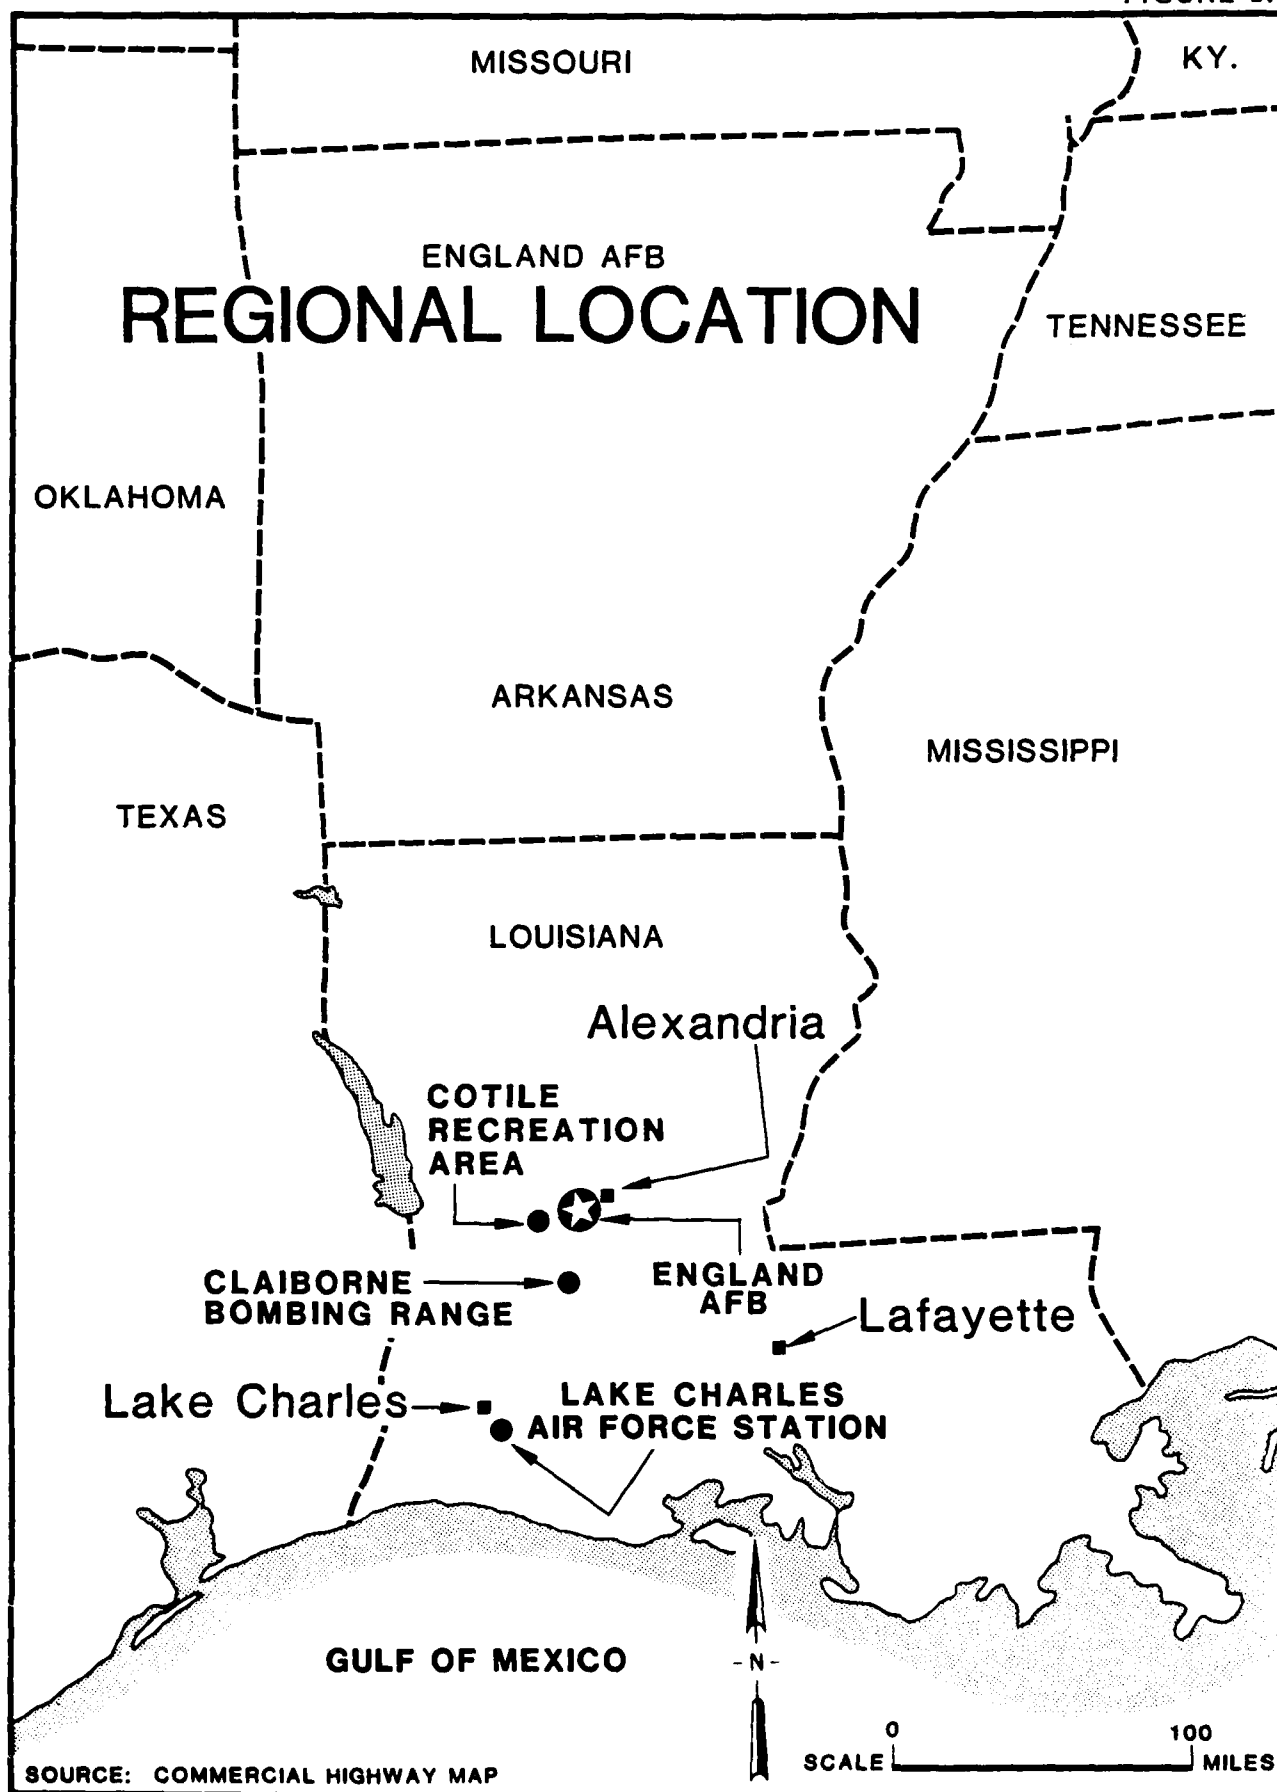 MISSOURI
KY.
ENGLAND AFB
REGIONAL LOCATION
TENNESSEE
OKLAHOMA
ARKANSAS
MISSISSIPPI
TEXAS
LOUISIANA
Alexandria
COTILE
RECREATION
AREA
ENGLAND
AFB
CLAIBORNE
BOMBING RANGE
Lafayette
Lake Charles
LAKE CHARLES
AIR FORCE STATION
GULF OF MEXICO
-N-
0 100
SCALE MILES
SOURCE: COMMERCIAL HIGHWAY MAP